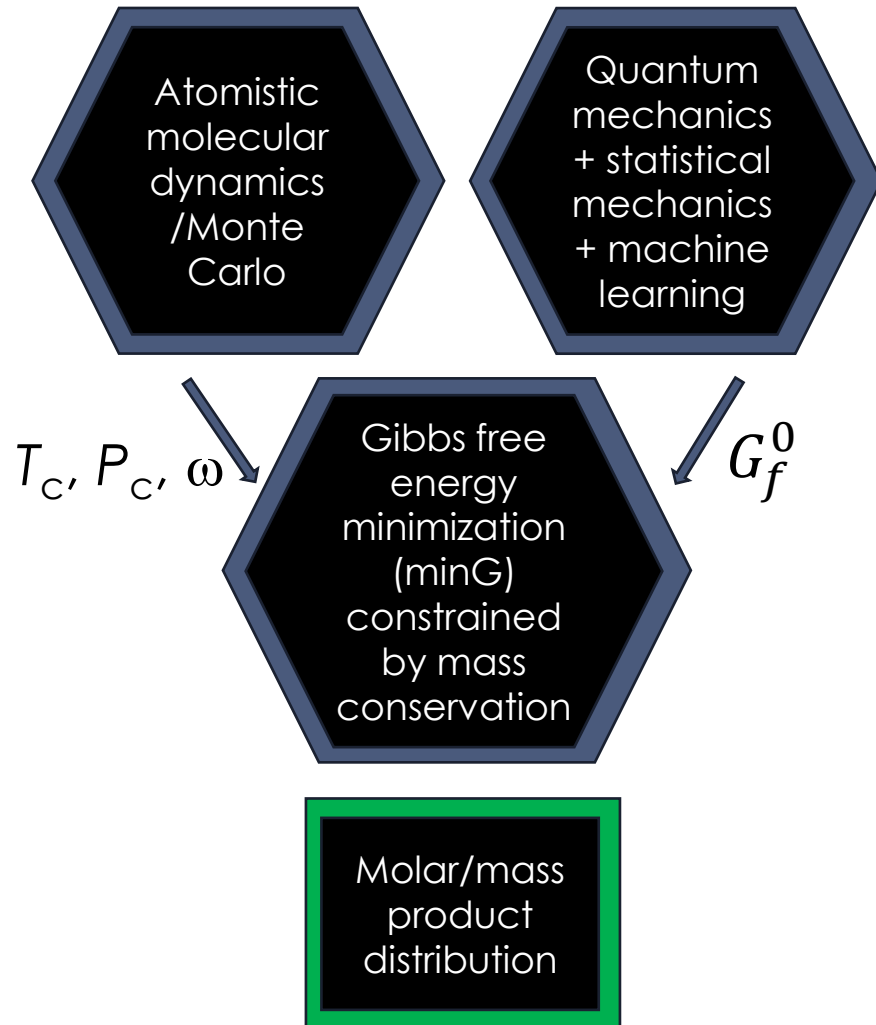 Atomistic
molecular
dynamics
/Monte
Carlo
Quantum
mechanics
+ statistical
mechanics
+ machine
learning
T_c, P_c, ω
G_f^0
Gibbs free
energy
minimization
(minG)
constrained
by mass
conservation
Molar/mass
product
distribution